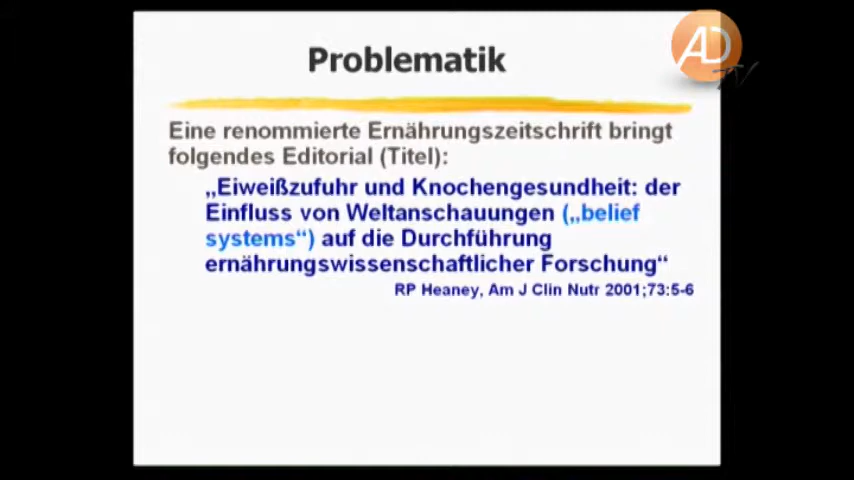 AD
TV
Problematik
Eine renommierte Ernährungszeitschrift bringt
folgendes Editorial (Titel):
„Eiweißzufuhr und Knochengesundheit: der
Einfluss von Weltanschauungen („belief
systems“) auf die Durchführung
ernährungswissenschaftlicher Forschung“
RP Heaney, Am J Clin Nutr 2001;73:5-6